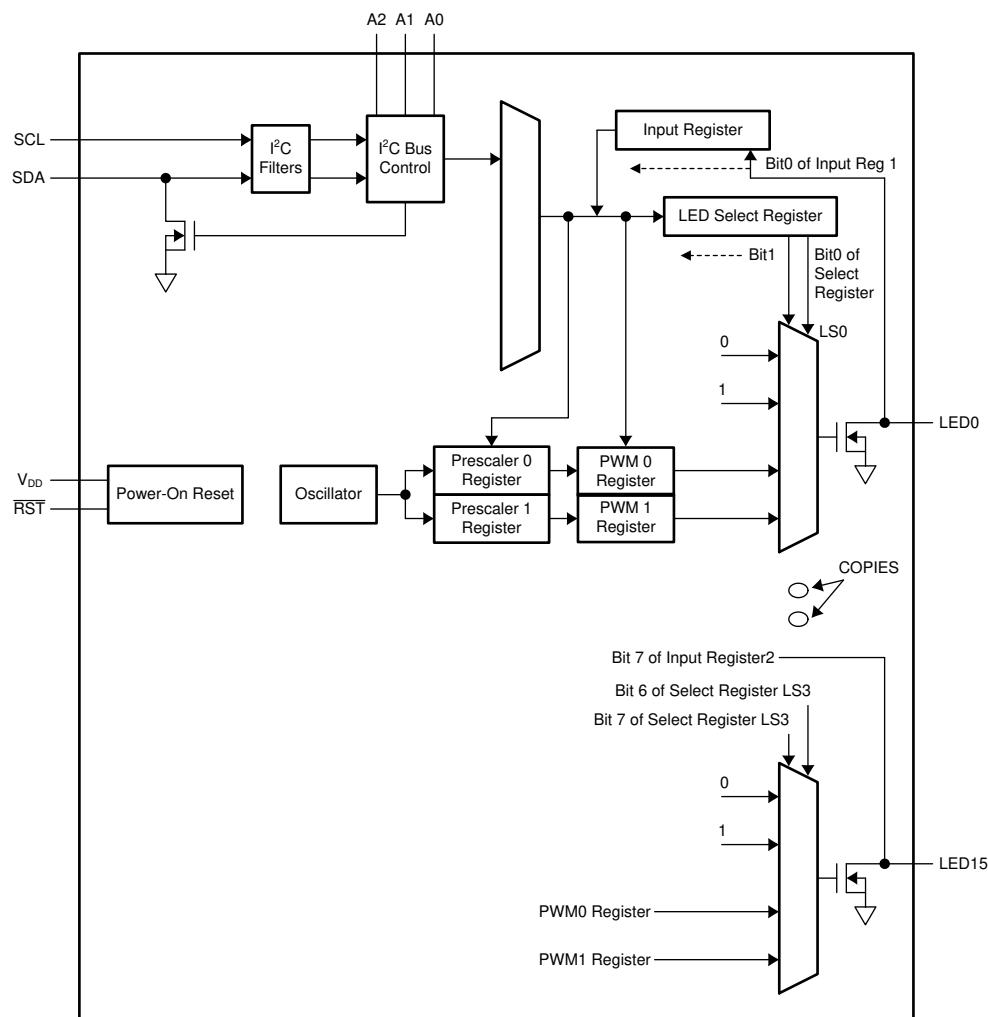 A2 A1 A0
SCL
SDA
I²C
Filters
I²C Bus
Control
Input Register
Bit0 of Input Reg 1
LED Select Register
Bit1
Bit0 of
Select
Register
LS0
0
1
LED0
Prescaler 0
Register
PWM 0
Register
VDD
RST
Power-On Reset
Oscillator
Prescaler 1
Register
PWM 1
Register
COPIES
Bit 7 of Input Register2
Bit 6 of Select Register LS3
Bit 7 of Select Register LS3
0
1
LED15
PWM0 Register
PWM1 Register